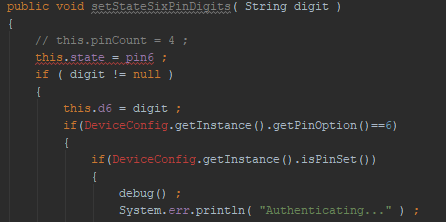 public void setStateSixPinDigits( String digit )
{
// this.pinCount = 4 ;
this.state = pin6 ;
if ( digit != null )
{
this.d6 = digit ;
if(DeviceConfig.getInstance().getPinOption()==6)
{
if(DeviceConfig.getInstance().isPinSet())
{
debug() ;
System.err.println( "Authenticating..." ) ;